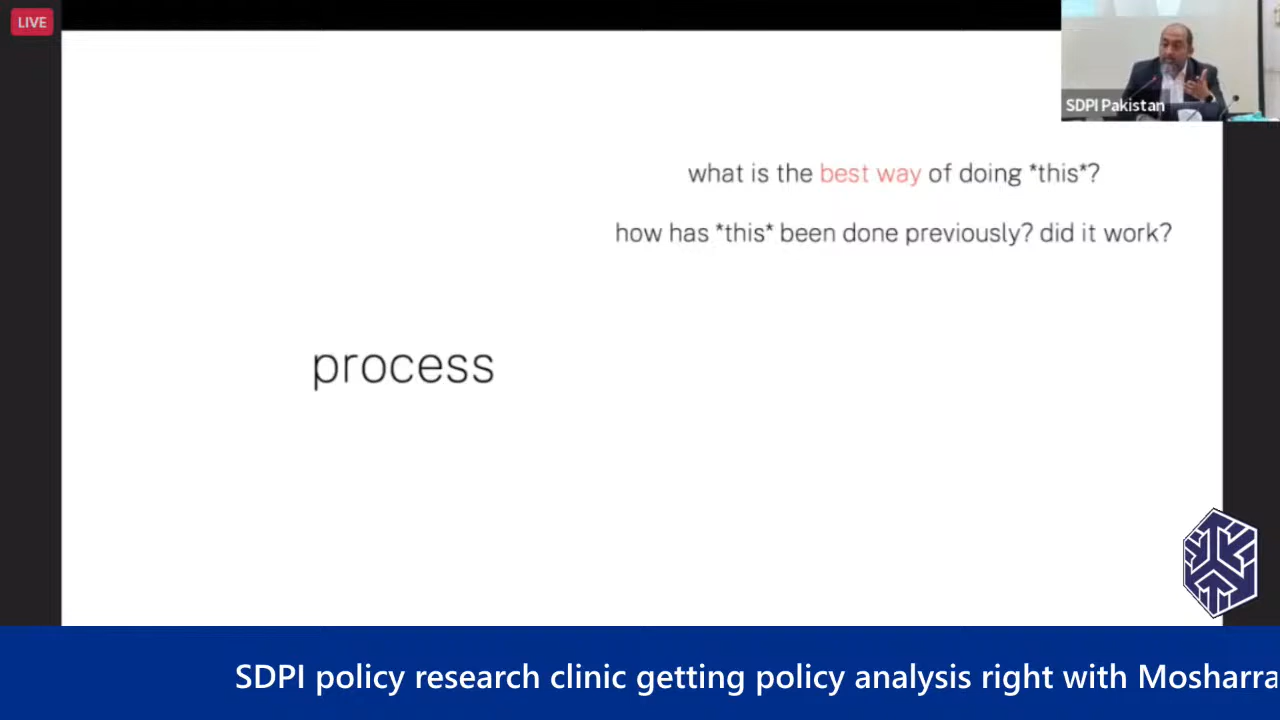 LIVE
SDPI Pakistan
what is the best way of doing *this*?
how has *this* been done previously? did it work?
process
SDPI policy research clinic getting policy analysis right with Mosharra